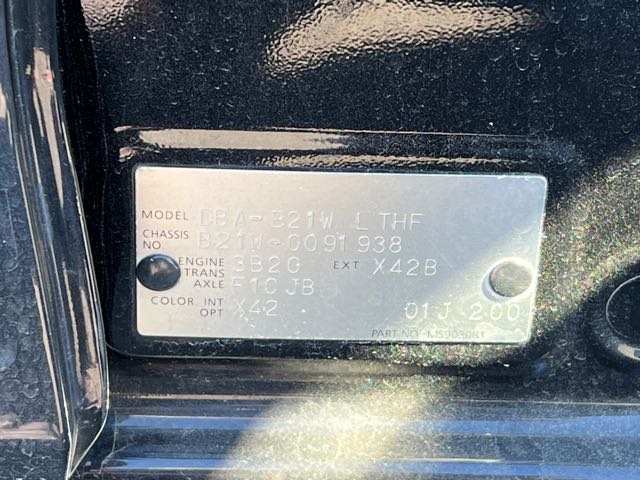 MODEL DBA-B21W LTHF
CHASSIS NO. B21W-0091938
ENGINE 3B20 EXT X42B
TRANS AXLE F1CJB
COLOR, INT X42
OPT 01J 200
PART NO. MS903081